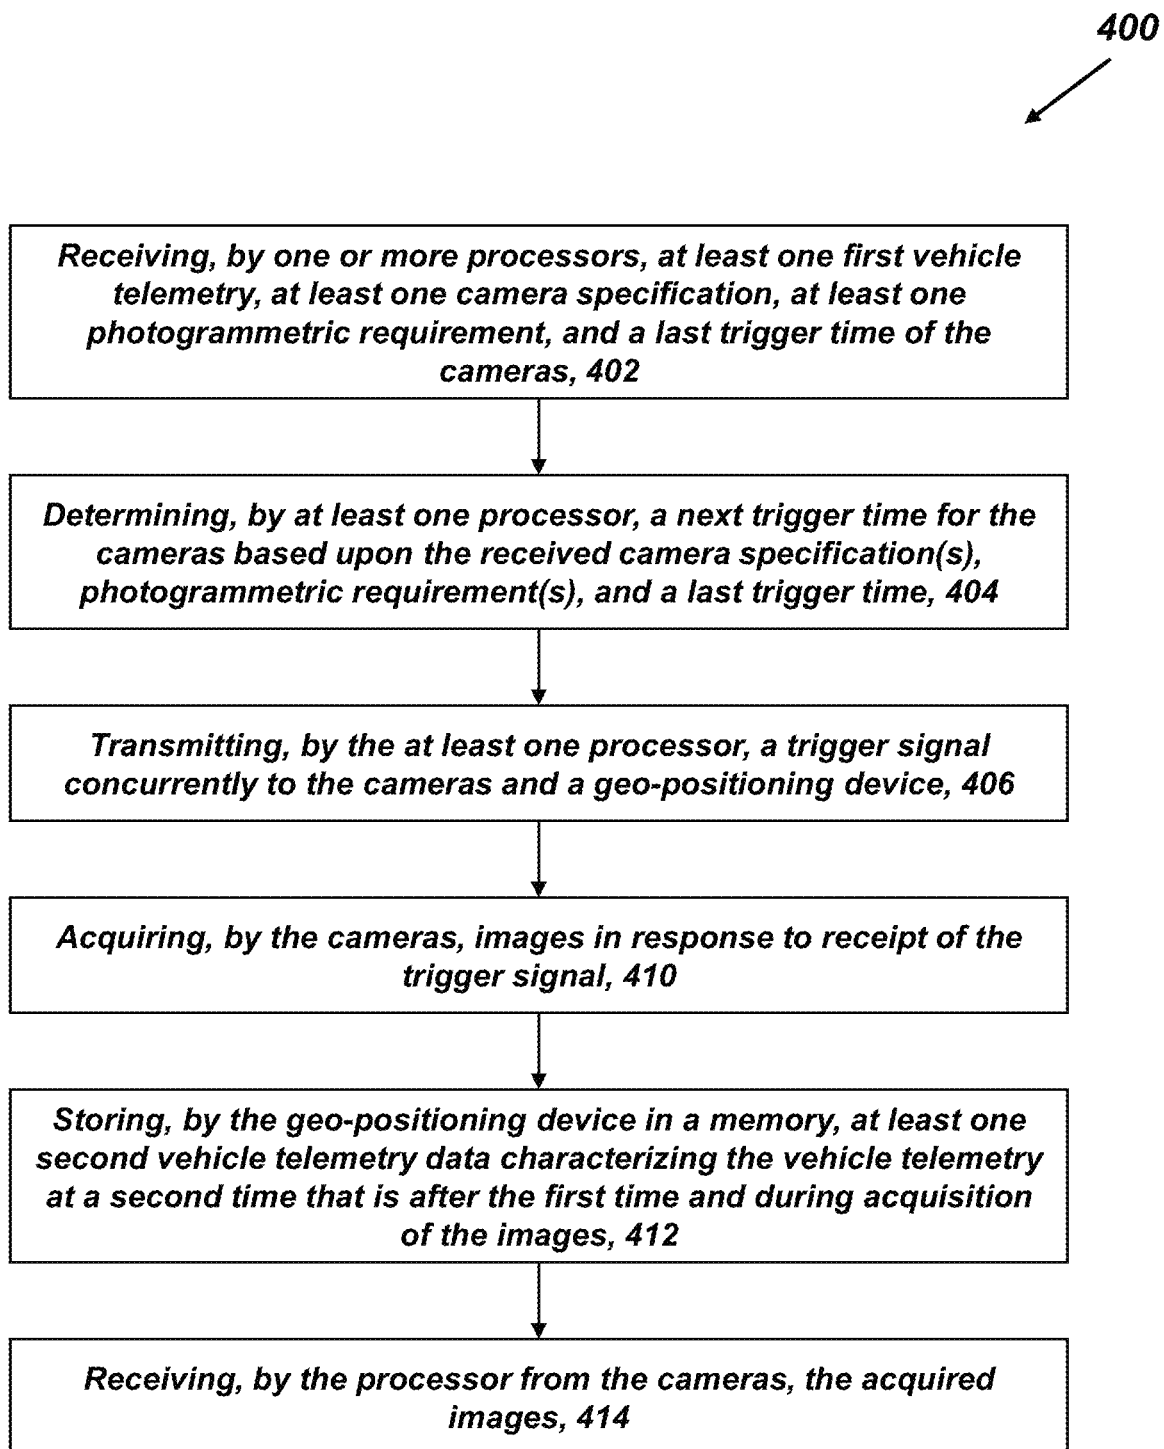 400
Receiving, by one or more processors, at least one first vehicle
telemetry, at least one camera specification, at least one
photogrammetric requirement, and a last trigger time of the
cameras, 402
Determining, by at least one processor, a next trigger time for the
cameras based upon the received camera specification(s),
photogrammetric requirement(s), and a last trigger time, 404
Transmitting, by the at least one processor, a trigger signal
concurrently to the cameras and a geo-positioning device, 406
Acquiring, by the cameras, images in response to receipt of the
trigger signal, 410
Storing, by the geo-positioning device in a memory, at least one
second vehicle telemetry data characterizing the vehicle telemetry
at a second time that is after the first time and during acquisition
of the images, 412
Receiving, by the processor from the cameras, the acquired
images, 414